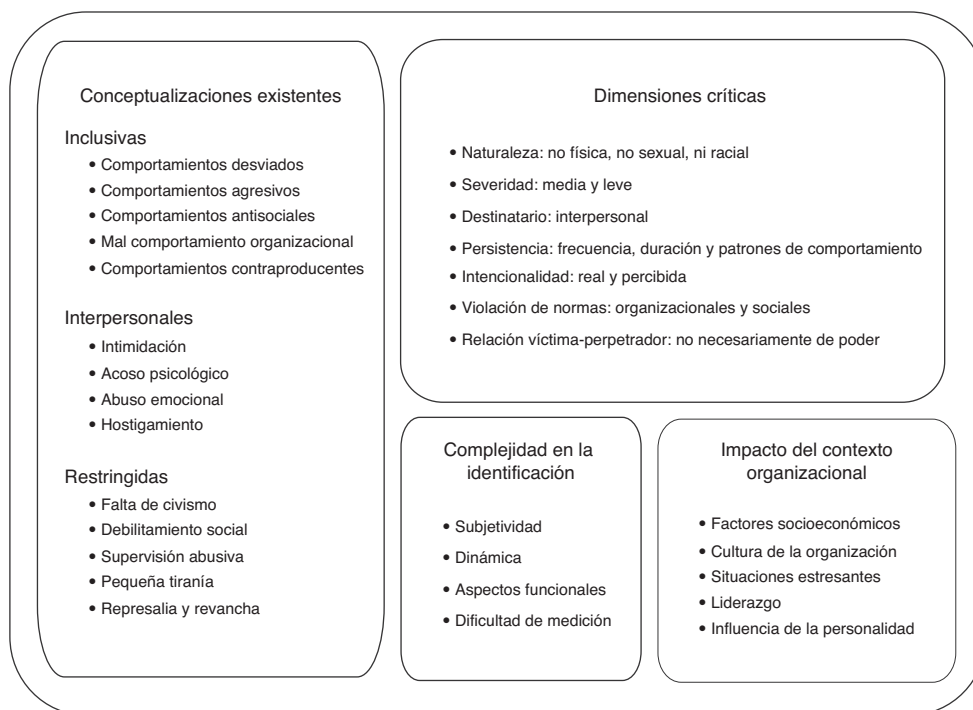 Conceptualizaciones existentes
Inclusivas
• Comportamientos desviados
• Comportamientos agresivos
• Comportamientos antisociales
• Mal comportamiento organizacional
• Comportamientos contraproducentes
Interpersonales
• Intimidación
• Acoso psicológico
• Abuso emocional
• Hostigamiento
Restringidas
• Falta de civismo
• Debilitamiento social
• Supervisión abusiva
• Pequeña tiranía
• Represalia y revancha
Dimensiones críticas
• Naturaleza: no física, no sexual, ni racial
• Severidad: media y leve
• Destinatario: interpersonal
• Persistencia: frecuencia, duración y patrones de comportamiento
• Intencionalidad: real y percibida
• Violación de normas: organizacionales y sociales
• Relación víctima-perpetrador: no necesariamente de poder
Complejidad en la
identificación
• Subjetividad
• Dinámica
• Aspectos funcionales
• Dificultad de medición
Impacto del contexto
organizacional
• Factores socioeconómicos
• Cultura de la organización
• Situaciones estresantes
• Liderazgo
• Influencia de la personalidad